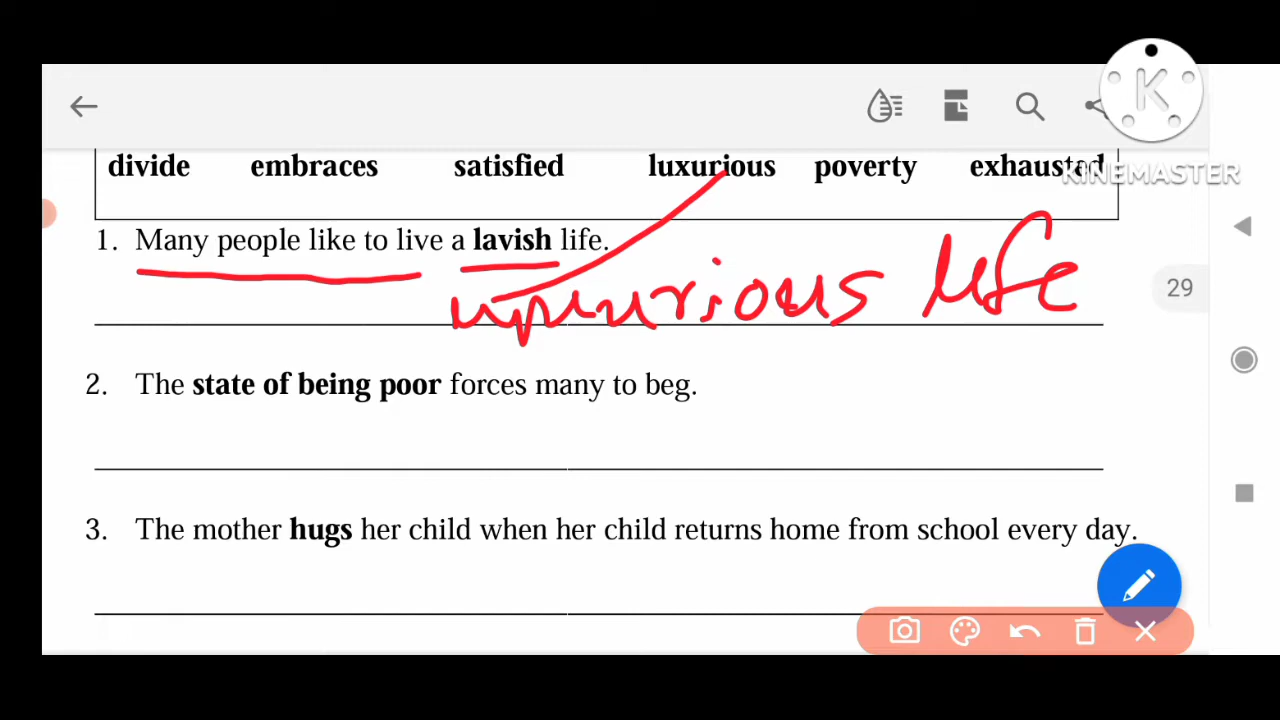 divide embraces satisfied luxurious poverty exhausted
KINEMASTER
1. Many people like to live a lavish life.
luxurious life
29
2. The state of being poor forces many to beg.
3. The mother hugs her child when her child returns home from school every day.